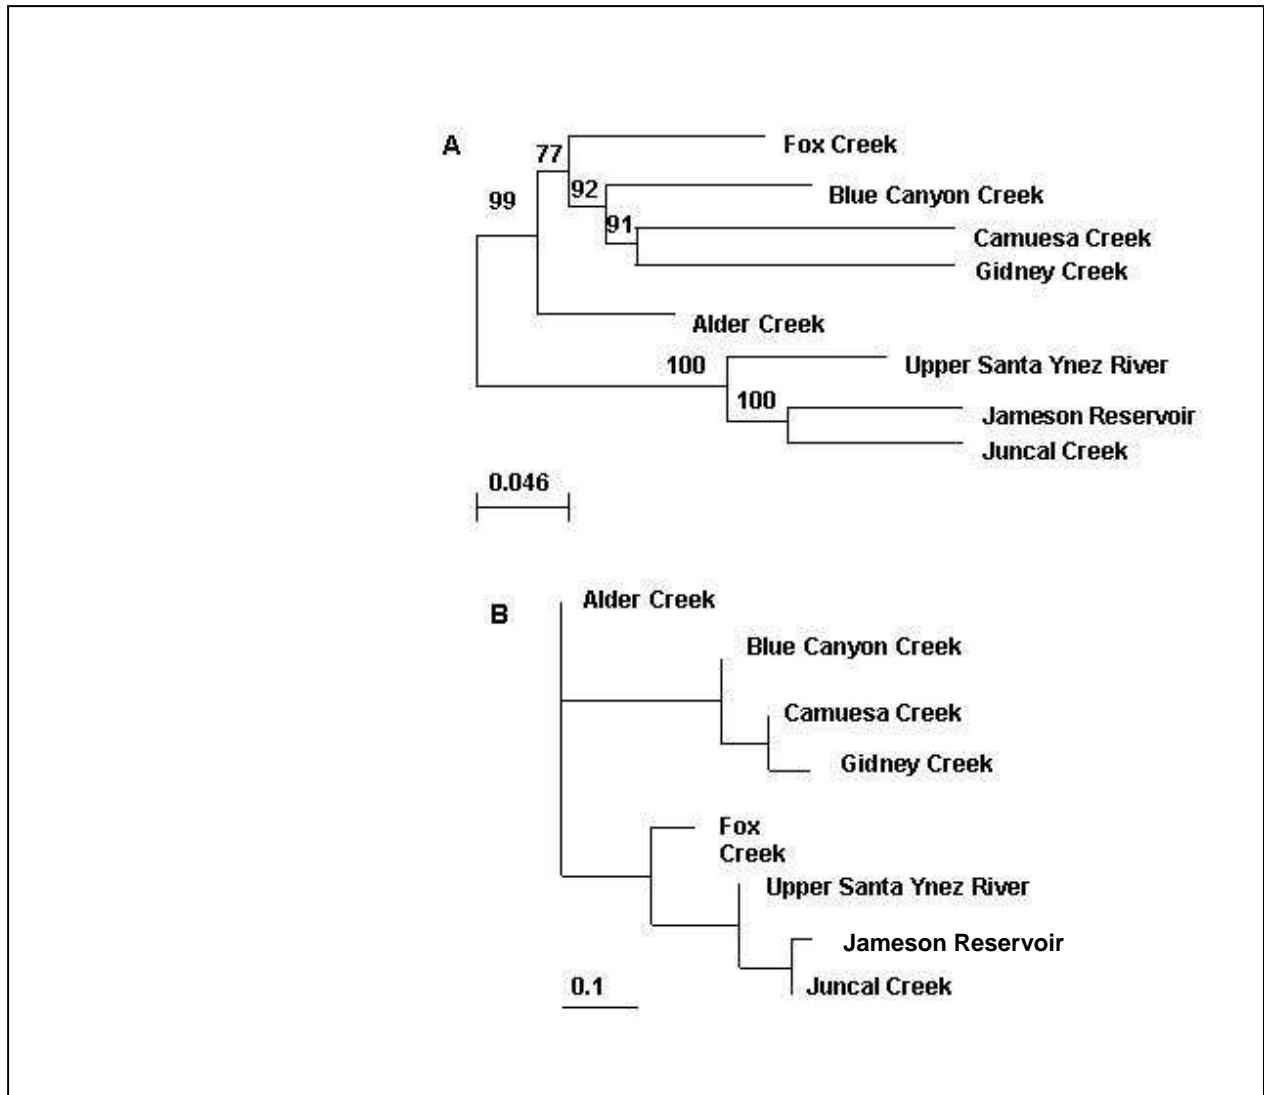 A
77
Fox Creek
99
92
Blue Canyon Creek
91
Camuesa Creek
Gidney Creek
Alder Creek
100
Upper Santa Ynez River
100
Jameson Reservoir
Juncal Creek
0.046
B
Alder Creek
Blue Canyon Creek
Camuesa Creek
Gidney Creek
Fox
Creek
Upper Santa Ynez River
Jameson Reservoir
Juncal Creek
0.1